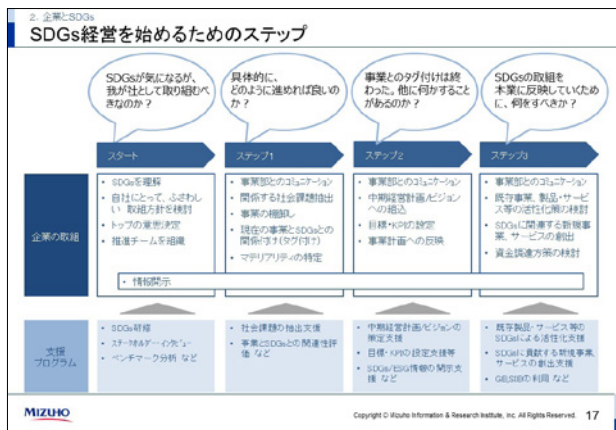 2. 企業とSDGs
SDGs経営を始めるためのステップ
SDGsが気になるが、
我が社として取り組むべ
きなのか？
具体的に、
どのように進めれば良いの
か？
事業とのタグ付けは終
わった。他に何かすること
があるのか？
SDGsの取組を
本業に反映していくため
に、何をすべきか？
スタート
ステップ1
ステップ2
ステップ3
企業の取組
• SDGsを理解
• 自社にとって、ふさわし
い 取組方針を検討
• トップの意思決定
• 推進チームを組織
• 事業部とのコミュニケーション
• 関係する社会課題抽出
• 事業の棚卸し
• 現在の事業とSDGsとの
関係付け(タグ付け)
• マテリアリティの特定
• 事業部とのコミュニケーション
• 中期経営計画/ビジョン
への組込
• 目標・KPIの設定
• 事業計画への反映
• 事業部とのコミュニケーション
• 既存事業、製品・サービ
ス等の活性化策の検討
• SDGsに関連する新規事
業、サービスの創出
• 資金調達方策の検討
• 情報開示
支援
プログラム
• SDGs研修
• ステークホルダー・インタビュー
• ベンチマーク分析 など
• 社会課題の抽出支援
• 事業とSDGsとの関連性評
価 など
• 中期経営計画/ビジョンの
策定支援
• 目標・KPIの設定支援等
• SDGs/ESG情報の開示支
援 など
• 既存製品・サービス等の
SDGsによる活性化支援
• SDGsに貢献する新規事業、
サービスの創出支援
• GB,SIBの利用 など
MIZUHO
Copyright © Mizuho Information & Research Institute, Inc. All Rights Reserved. 17